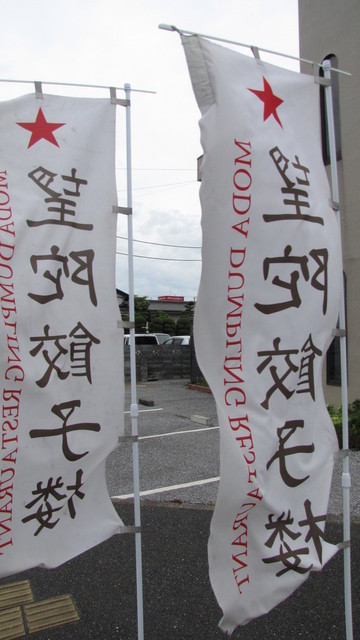 望陀餃子楼
MODA DUMPLING RESTAURANT
望陀餃子楼
MODA DUMPLING RESTAURANT